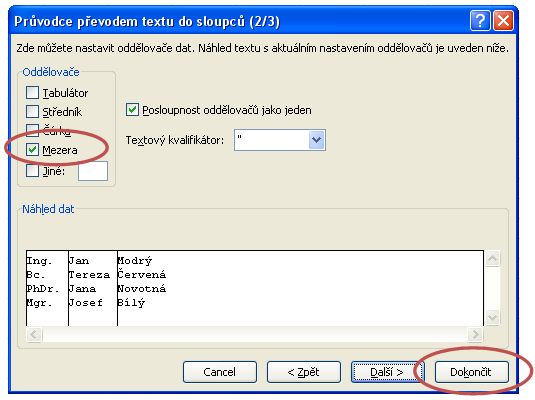 Průvodce převodem textu do sloupců (2/3)
Zde můžete nastavit oddělovače dat. Náhled textu s aktuálním nastavením oddělovačů je uveden níže.
Oddělovače
Tabulátor
Středník
Čárka
Mezera
Jiné:
Posloupnost oddělovačů jako jeden
Textový kvalifikátor: "
Náhled dat
Ing. Jan Modrý
Bc. Tereza Červená
PhDr. Jana Novotná
Mgr. Josef Bílý
Cancel < Zpět Další > Dokončit